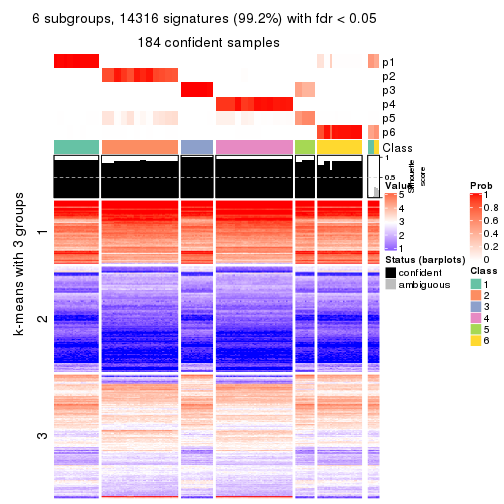 6 subgroups, 14316 signatures (99.2%) with fdr < 0.05
184 confident samples
p1
p2
p3
p4
p5
p6
Class
1
0.5
0
Silhouette
score
k-means with 3 groups
1
2
3
Value
5
4
3
2
1
Status (barplots)
confident
ambiguous
Prob
1
0.8
0.6
0.4
0.2
0
Class
1
2
3
4
5
6